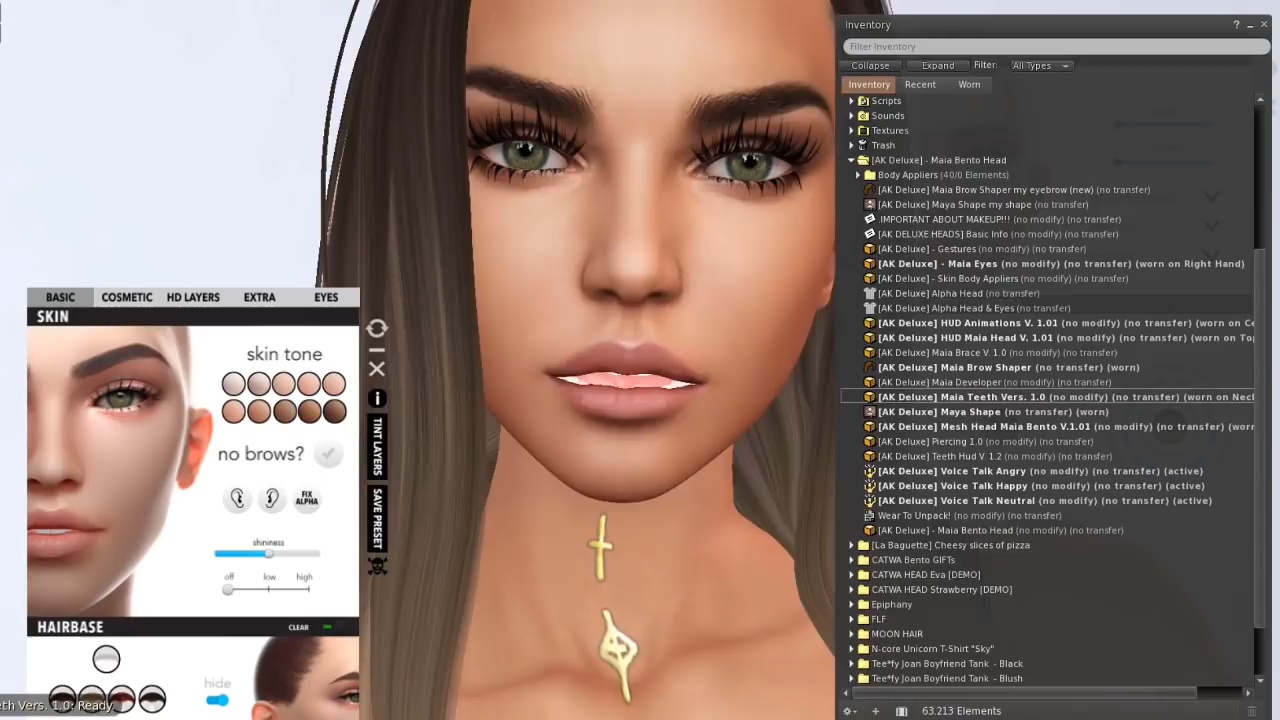 BASIC COSMETIC HD LAYERS EXTRA EYES
SKIN
skin tone
no brows?
FIX
ALPHA
shininess
off low high
HAIRBASE CLEAR
hide
eth Vers. 1.0: Ready.
TINT LAYERS
SAVE PRESET
Inventory
Filter Inventory
Collapse Expand Filter: All Types
Inventory Recent Worn
Scripts
Sounds
Textures
Trash
[AK Deluxe] - Maia Bento Head
Body Appliers (40/0 Elements)
[AK Deluxe] Maia Brow Shaper my eyebrow (new) (no transfer)
[AK Deluxe] Maya Shape my shape (no transfer)
.IMPORTANT ABOUT MAKEUP!!! (no modify) (no transfer)
[AK DELUXE HEADS] Basic Info (no modify) (no transfer)
[AK Deluxe] - Gestures (no modify) (no transfer)
[AK Deluxe] - Maia Eyes (no modify) (no transfer) (worn on Right Hand)
[AK Deluxe] - Skin Body Appliers (no modify) (no transfer)
[AK Deluxe] Alpha Head (no transfer)
[AK Deluxe] Alpha Head & Eyes (no transfer)
[AK Deluxe] HUD Animations V. 1.01 (no modify) (no transfer) (worn on Ce
[AK Deluxe] HUD Maia Head V. 1.01 (no modify) (no transfer) (worn on Top
[AK Deluxe] Maia Brace V. 1.0 (no modify) (no transfer)
[AK Deluxe] Maia Brow Shaper (no transfer) (worn)
[AK Deluxe] Maia Developer (no modify) (no transfer)
[AK Deluxe] Maia Teeth Vers. 1.0 (no modify) (no transfer) (worn on Neck
[AK Deluxe] Maya Shape (no transfer) (worn)
[AK Deluxe] Mesh Head Maia Bento V.1.01 (no modify) (no transfer) (worn
[AK Deluxe] Piercing 1.0 (no modify) (no transfer)
[AK Deluxe] Teeth Hud V. 1.2 (no modify) (no transfer)
[AK Deluxe] Voice Talk Angry (no modify) (no transfer) (active)
[AK Deluxe] Voice Talk Happy (no modify) (no transfer) (active)
[AK Deluxe] Voice Talk Neutral (no modify) (no transfer) (active)
Wear To Unpack! (no modify) (no transfer)
[AK Deluxe] - Maia Bento Head (no modify) (no transfer)
[La Baguette] Cheesy slices of pizza
CATWA Bento GIFTs
CATWA HEAD Eva [DEMO]
CATWA HEAD Strawberry [DEMO]
Epiphany
FLF
MOON HAIR
N-core Unicorn T-Shirt "Sky"
Tee*fy Joan Boyfriend Tank - Black
Tee*fy Joan Boyfriend Tank - Blush
63.213 Elements